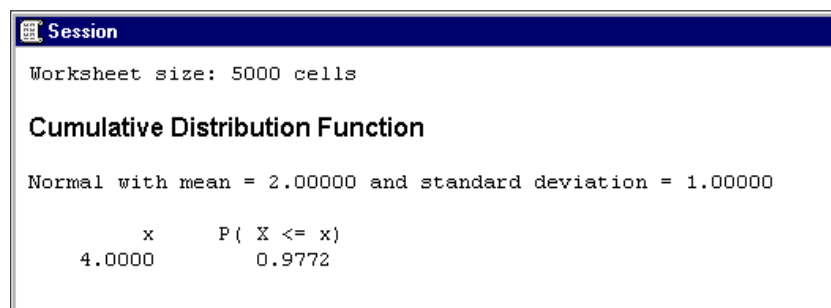 Session
Worksheet size: 5000 cells
Cumulative Distribution Function
Normal with mean = 2.00000 and standard deviation = 1.00000
x P( X <= x)
4.0000 0.9772